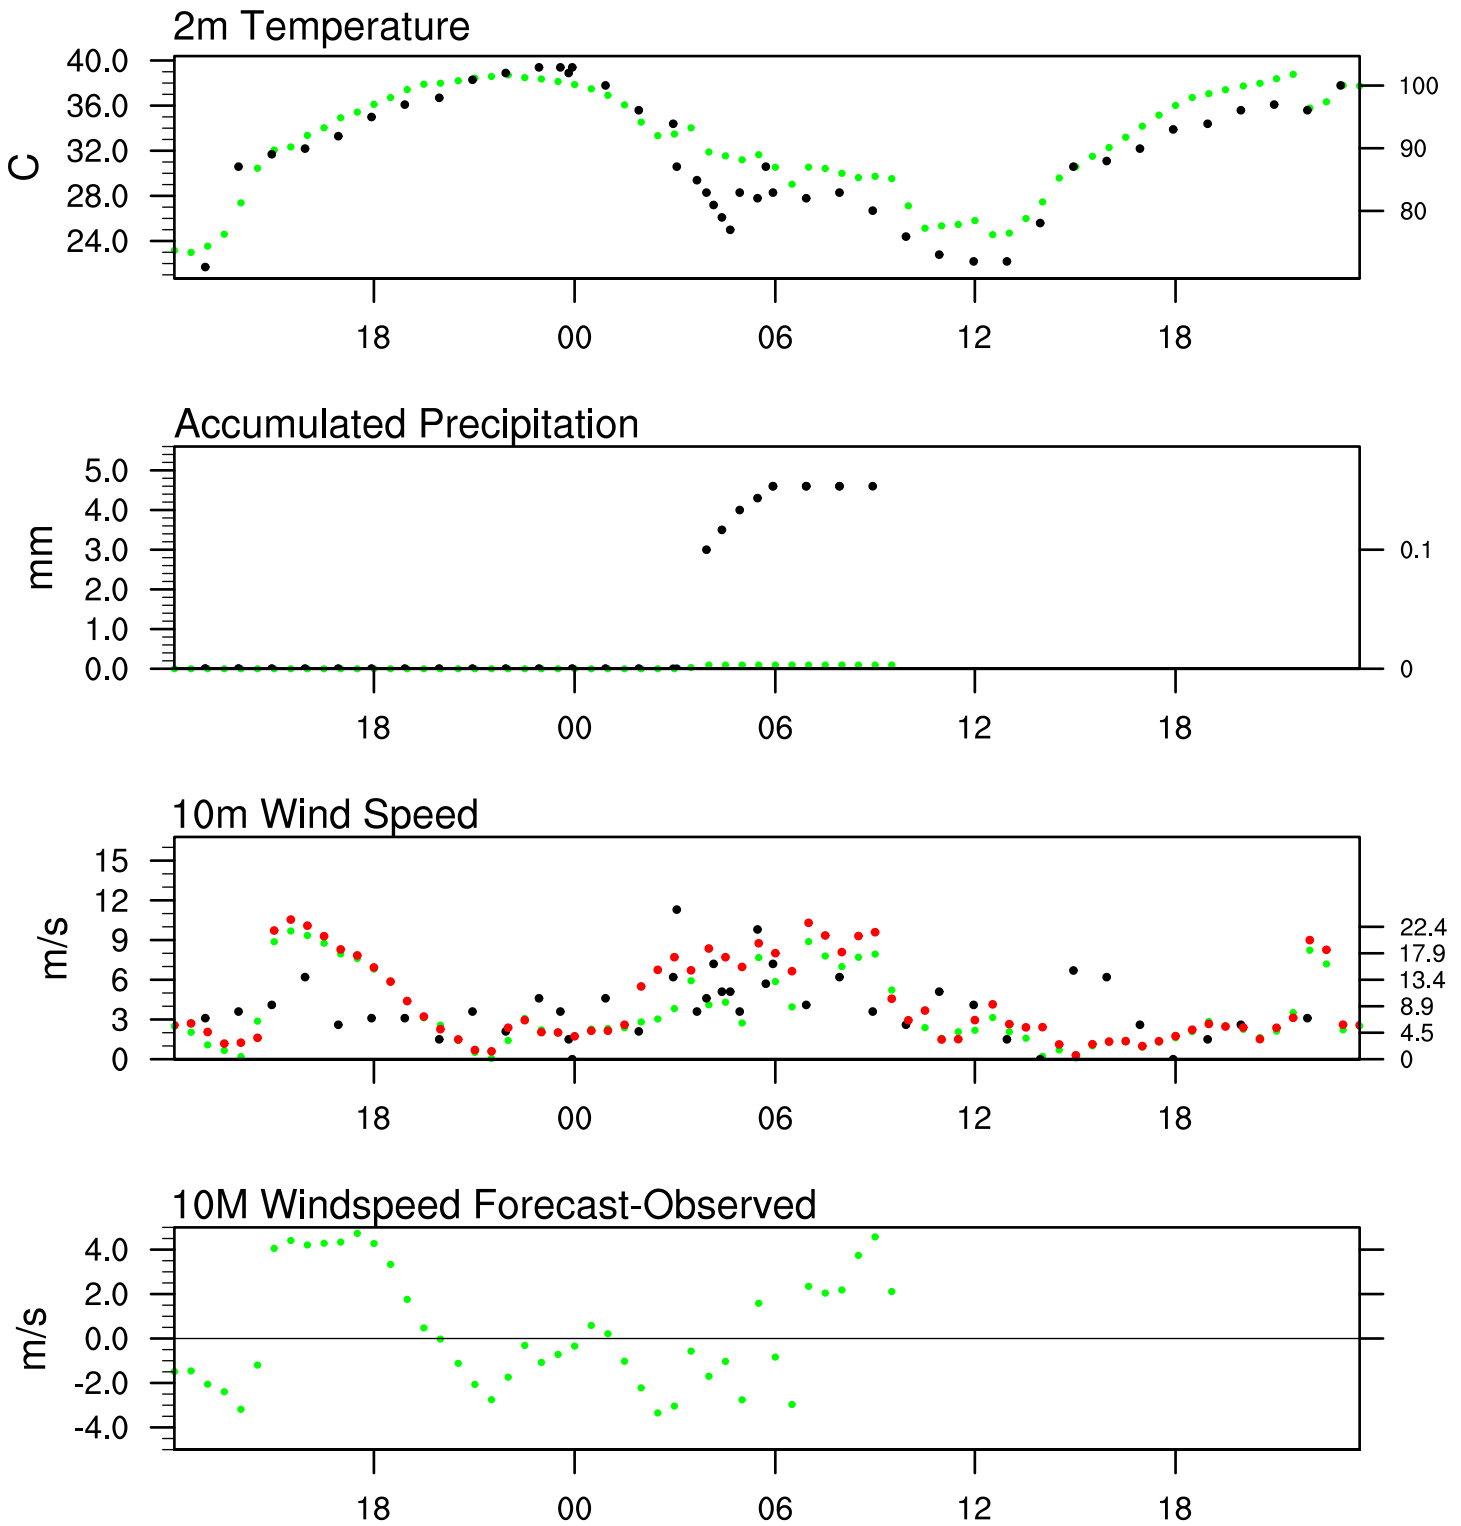 2m Temperature
40.0
36.0
32.0
28.0
24.0
C
100
90
80
18 00 06 12 18
Accumulated Precipitation
5.0
4.0
3.0
2.0
1.0
0.0
mm
0.1
0
18 00 06 12 18
10m Wind Speed
15
12
9
6
3
0
m/s
22.4
17.9
13.4
8.9
4.5
0
18 00 06 12 18
10M Windspeed Forecast-Observed
4.0
2.0
0.0
-2.0
-4.0
m/s
18 00 06 12 18